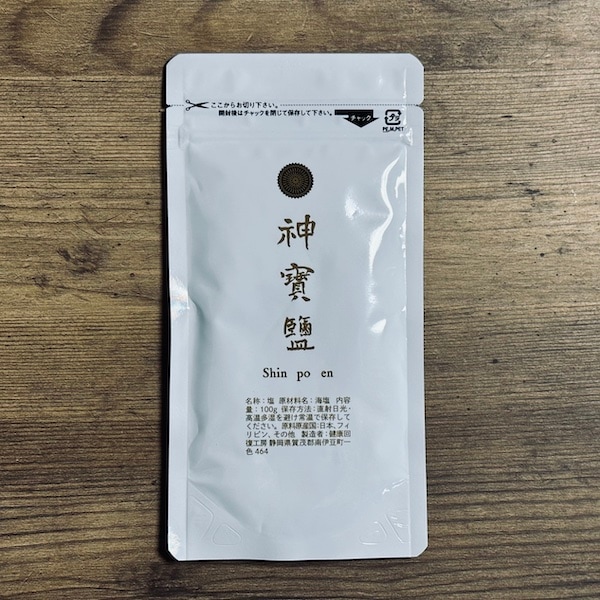 ここからお切り下さい。
開封後はチャックを閉じて保存して下さい。
チャック
プラ
PE,M,PET
神
寳
鹽
Shin po en
名称：塩 原材料名：海塩 内容
量：100g 保存方法：直射日光・
高温多湿を避け常温で保存して
ください。原料原産国：日本、フィ
リピン、その他 製造者：健康回
復工房 静岡県賀茂郡南伊豆町一
色 464